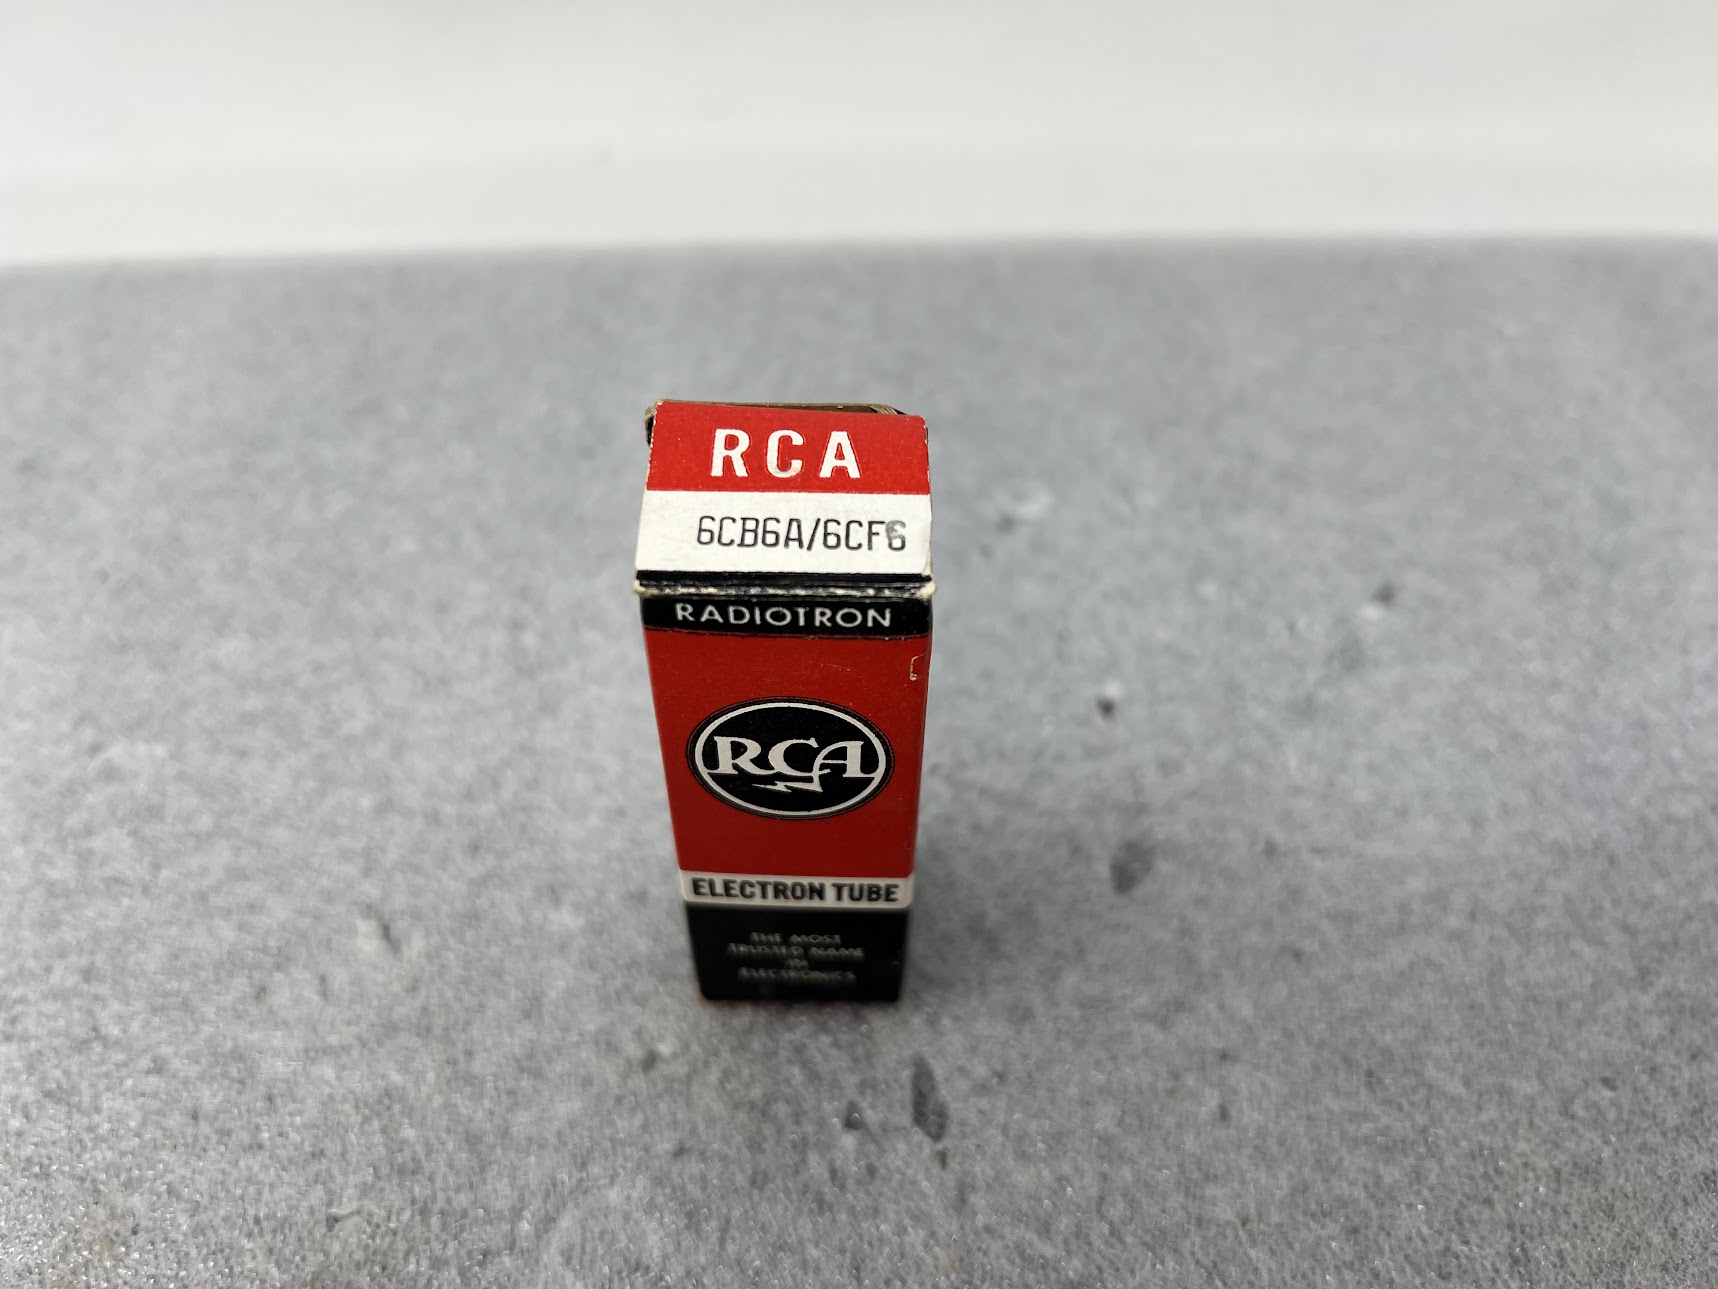 RCA
6CB6A/6CF6
RADIOTRON
RCA
ELECTRON TUBE
THE MOST
TRUSTED NAME
IN
ELECTRONICS